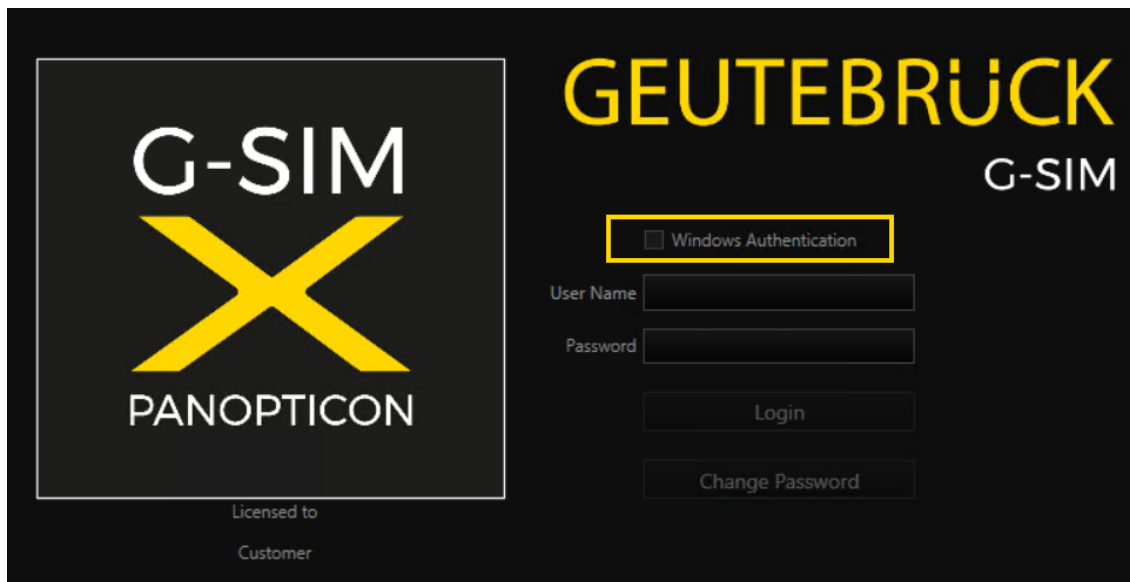 G-SIM
X
PANOPTICON
Licensed to
Customer
GEUTEBRÜCK
G-SIM
Windows Authentication
User Name
Password
Login
Change Password